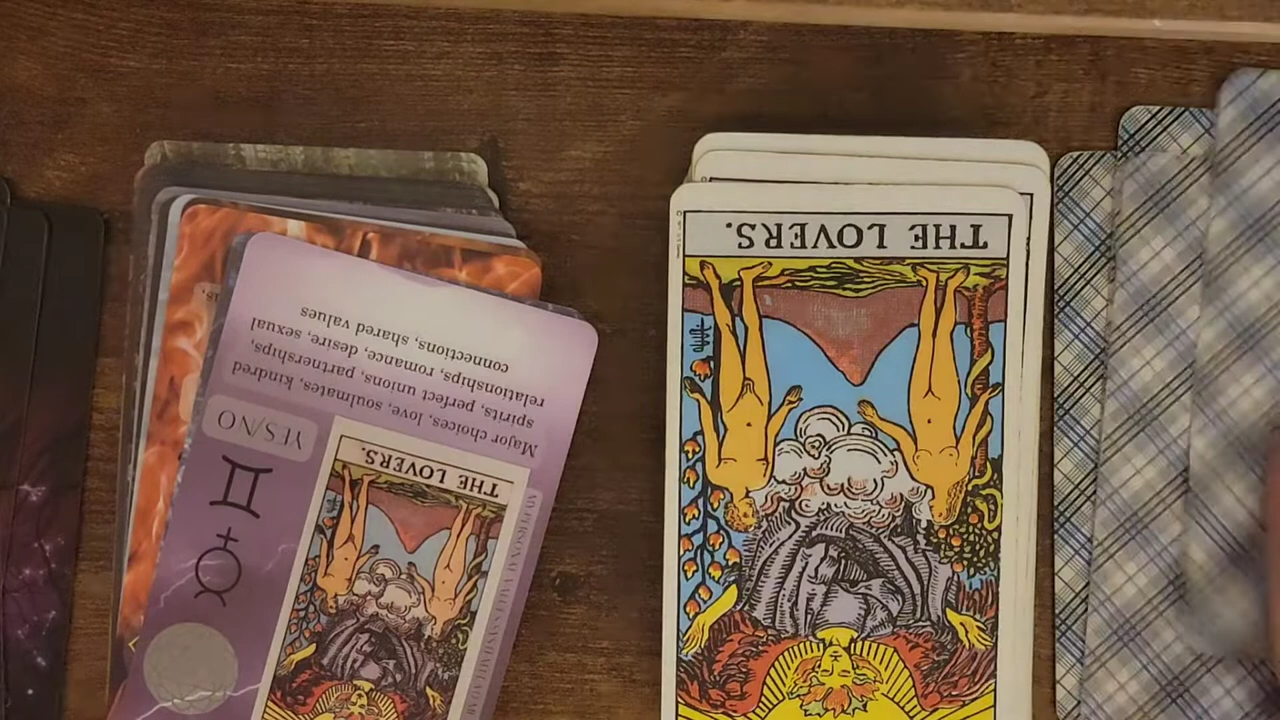 THE LOVERS.
Major choices, love, soulmates, kindred
spirits, perfect unions, partnerships,
relationships, romance, desire, sexual
connections, shared values
YES/NO
THE LOVERS.